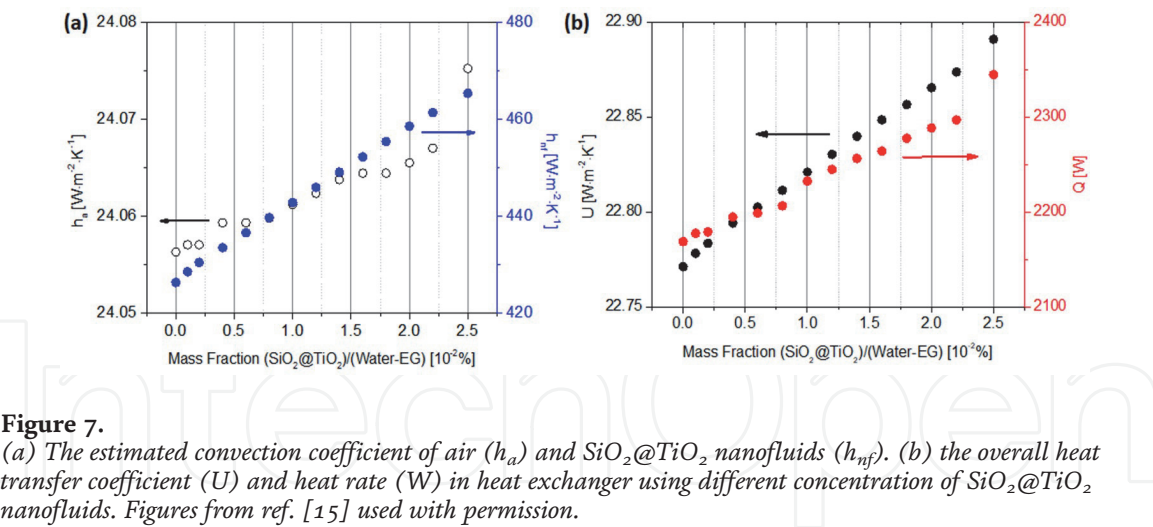 (a)
24.08
24.07
24.06
24.05
hₐ [W·m⁻²·K⁻¹]
480
460
440
420
hₙf [W·m⁻²·K⁻¹]
0.0 0.5 1.0 1.5 2.0 2.5
Mass Fraction (SiO₂@TiO₂)/(Water-EG) [10⁻²%]
(b)
22.90
22.85
22.80
22.75
U [W·m⁻²·K⁻¹]
2400
2300
2200
2100
Q [W]
0.0 0.5 1.0 1.5 2.0 2.5
Mass Fraction (SiO₂@TiO₂)/(Water-EG) [10⁻²%]
IntechOpen
Figure 7.
(a) The estimated convection coefficient of air (hₐ) and SiO₂@TiO₂ nanofluids (hₙf). (b) the overall heat
transfer coefficient (U) and heat rate (W) in heat exchanger using different concentration of SiO₂@TiO₂
nanofluids. Figures from ref. [15] used with permission.